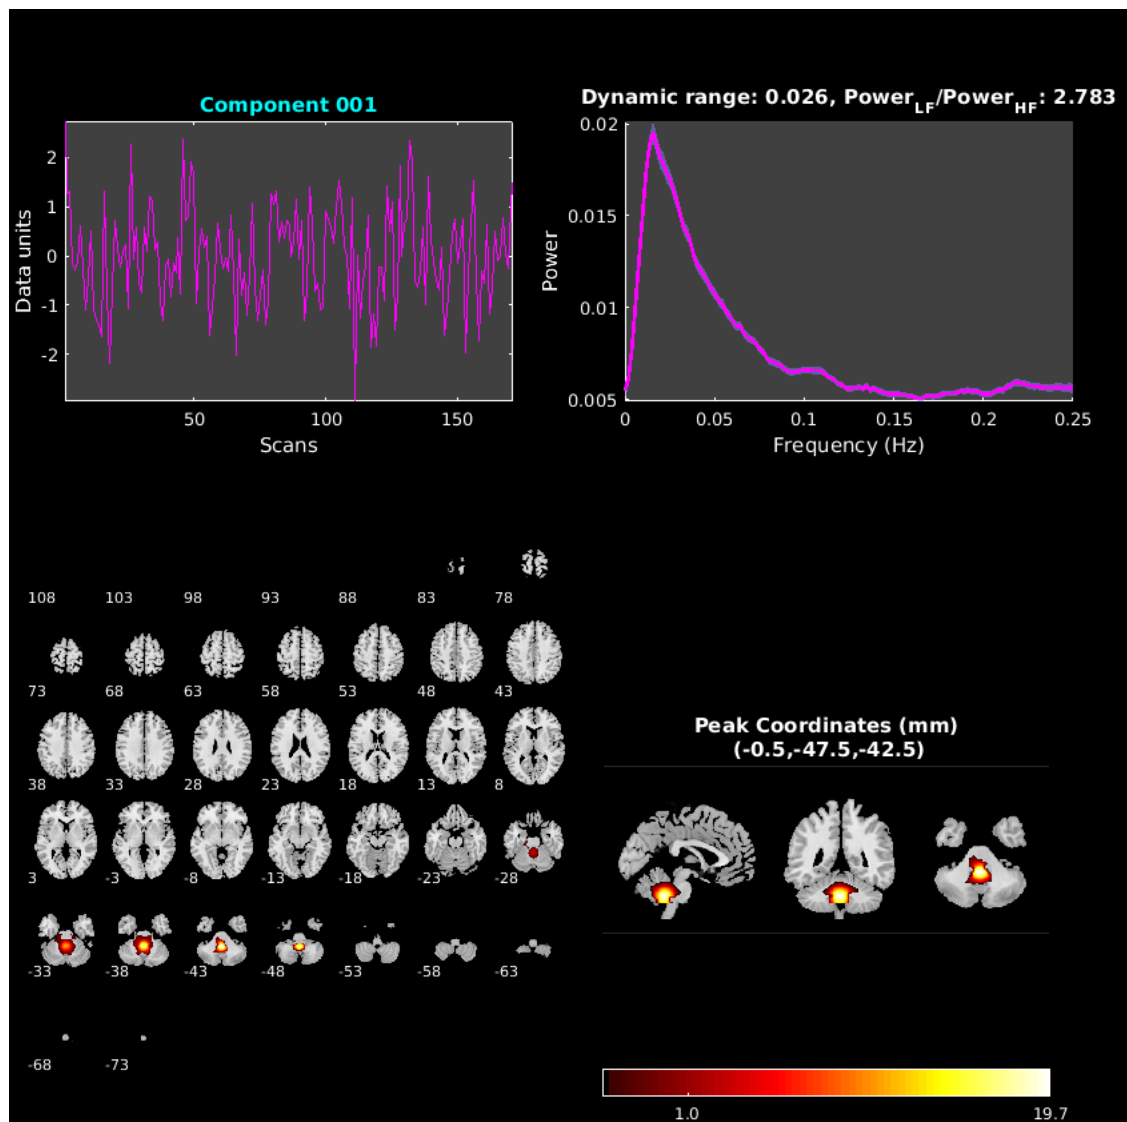 Component 001
Data units
2
1
0
-1
-2
50 100 150
Scans
Dynamic range: 0.026, PowerLF/PowerHF: 2.783
Power
0.02
0.015
0.01
0.005
0 0.05 0.1 0.15 0.2 0.25
Frequency (Hz)
108 103 98 93 88 83 78
73 68 63 58 53 48 43
38 33 28 23 18 13 8
3 -3 -8 -13 -18 -23 -28
-33 -38 -43 -48 -53 -58 -63
-68 -73
Peak Coordinates (mm)
(-0.5,-47.5,-42.5)
1.0 19.7